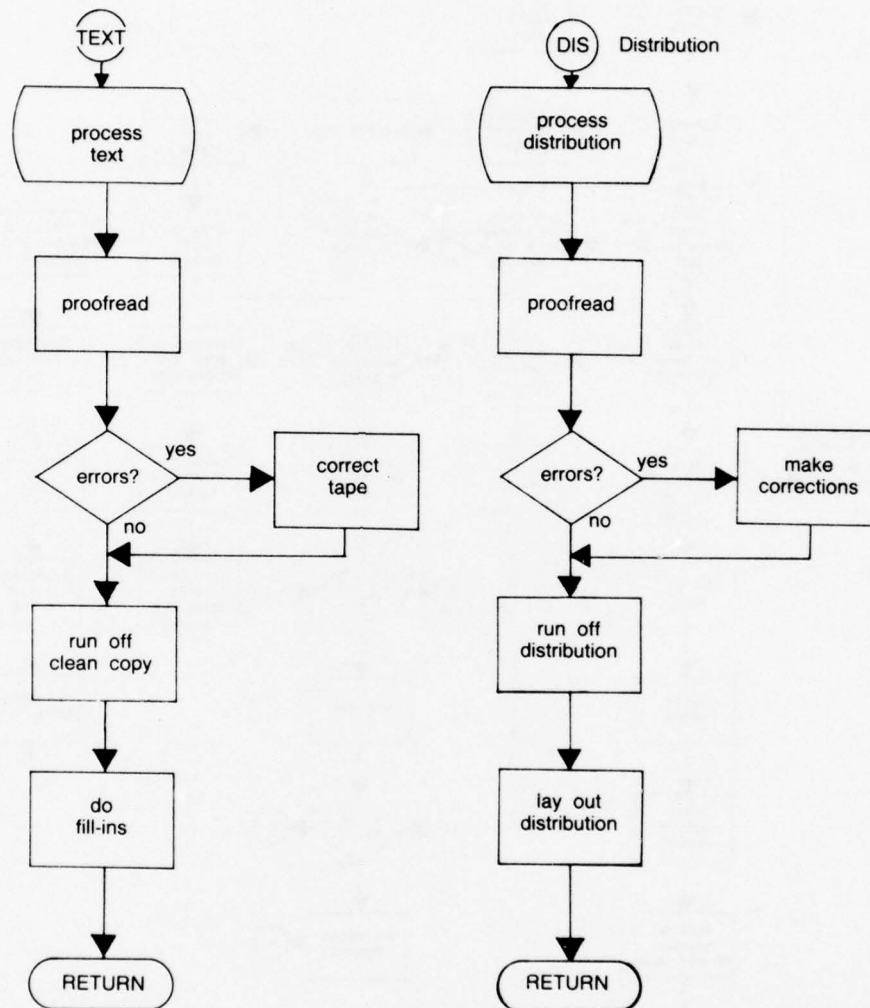 TEXT
process
text
proofread
errors?
yes
correct
tape
no
run off
clean copy
do
fill-ins
RETURN
DIS Distribution
process
distribution
proofread
errors?
yes
make
corrections
no
run off
distribution
lay out
distribution
RETURN